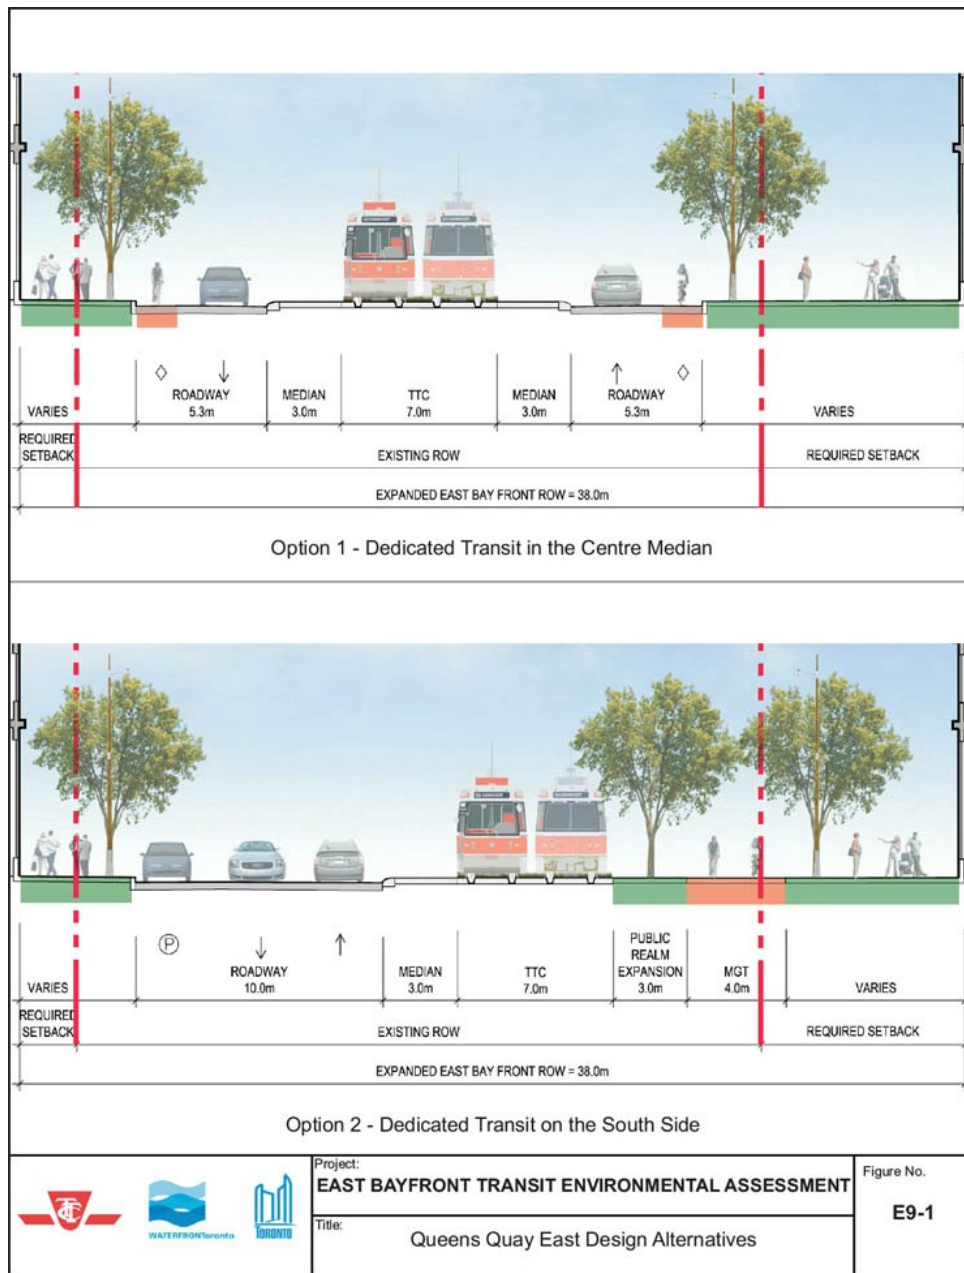 VARIES
ROADWAY
5.3m
MEDIAN
3.0m
TTC
7.0m
MEDIAN
3.0m
ROADWAY
5.3m
VARIES
REQUIRED
SETBACK
EXISTING ROW
REQUIRED SETBACK
EXPANDED EAST BAY FRONT ROW = 38.0m
Option 1 - Dedicated Transit in the Centre Median
P
VARIES
ROADWAY
10.0m
MEDIAN
3.0m
TTC
7.0m
PUBLIC
REALM
EXPANSION
3.0m
MGT
4.0m
VARIES
REQUIRED
SETBACK
EXISTING ROW
REQUIRED SETBACK
EXPANDED EAST BAY FRONT ROW = 38.0m
Option 2 - Dedicated Transit on the South Side
TTC
WATERFRONToronto
TORONTO
Project:
EAST BAYFRONT TRANSIT ENVIRONMENTAL ASSESSMENT
Title:
Queens Quay East Design Alternatives
Figure No.
E9-1